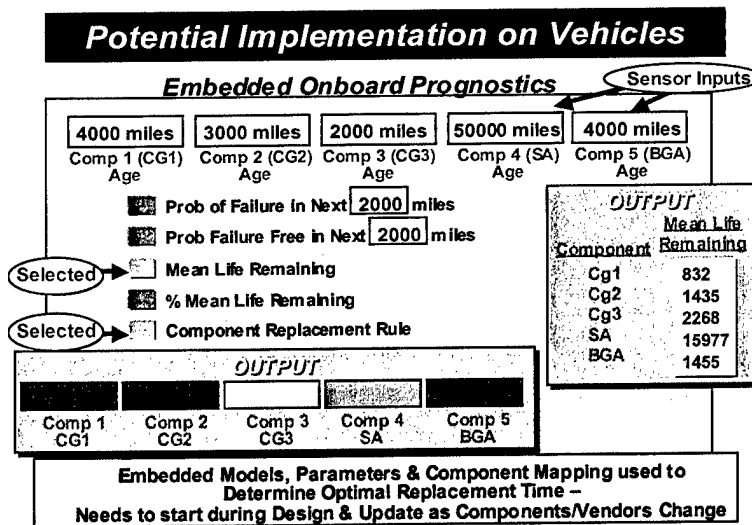 Potential Implementation on Vehicles
Embedded Onboard Prognostics
Sensor Inputs
4000 miles 3000 miles 2000 miles 50000 miles 4000 miles
Comp 1 (CG1) Comp 2 (CG2) Comp 3 (CG3) Comp 4 (SA) Comp 5 (BGA)
Age Age Age Age Age
Prob of Failure in Next 2000 miles
Prob Failure Free in Next 2000 miles
Selected Mean Life Remaining
% Mean Life Remaining
Selected Component Replacement Rule
OUTPUT
Mean Life
Component Remaining
Cg1 832
Cg2 1435
Cg3 2268
SA 15977
BGA 1455
OUTPUT
Comp 1 Comp 2 Comp 3 Comp 4 Comp 5
CG1 CG2 CG3 SA BGA
Embedded Models, Parameters & Component Mapping used to
Determine Optimal Replacement Time –
Needs to start during Design & Update as Components/Vendors Change